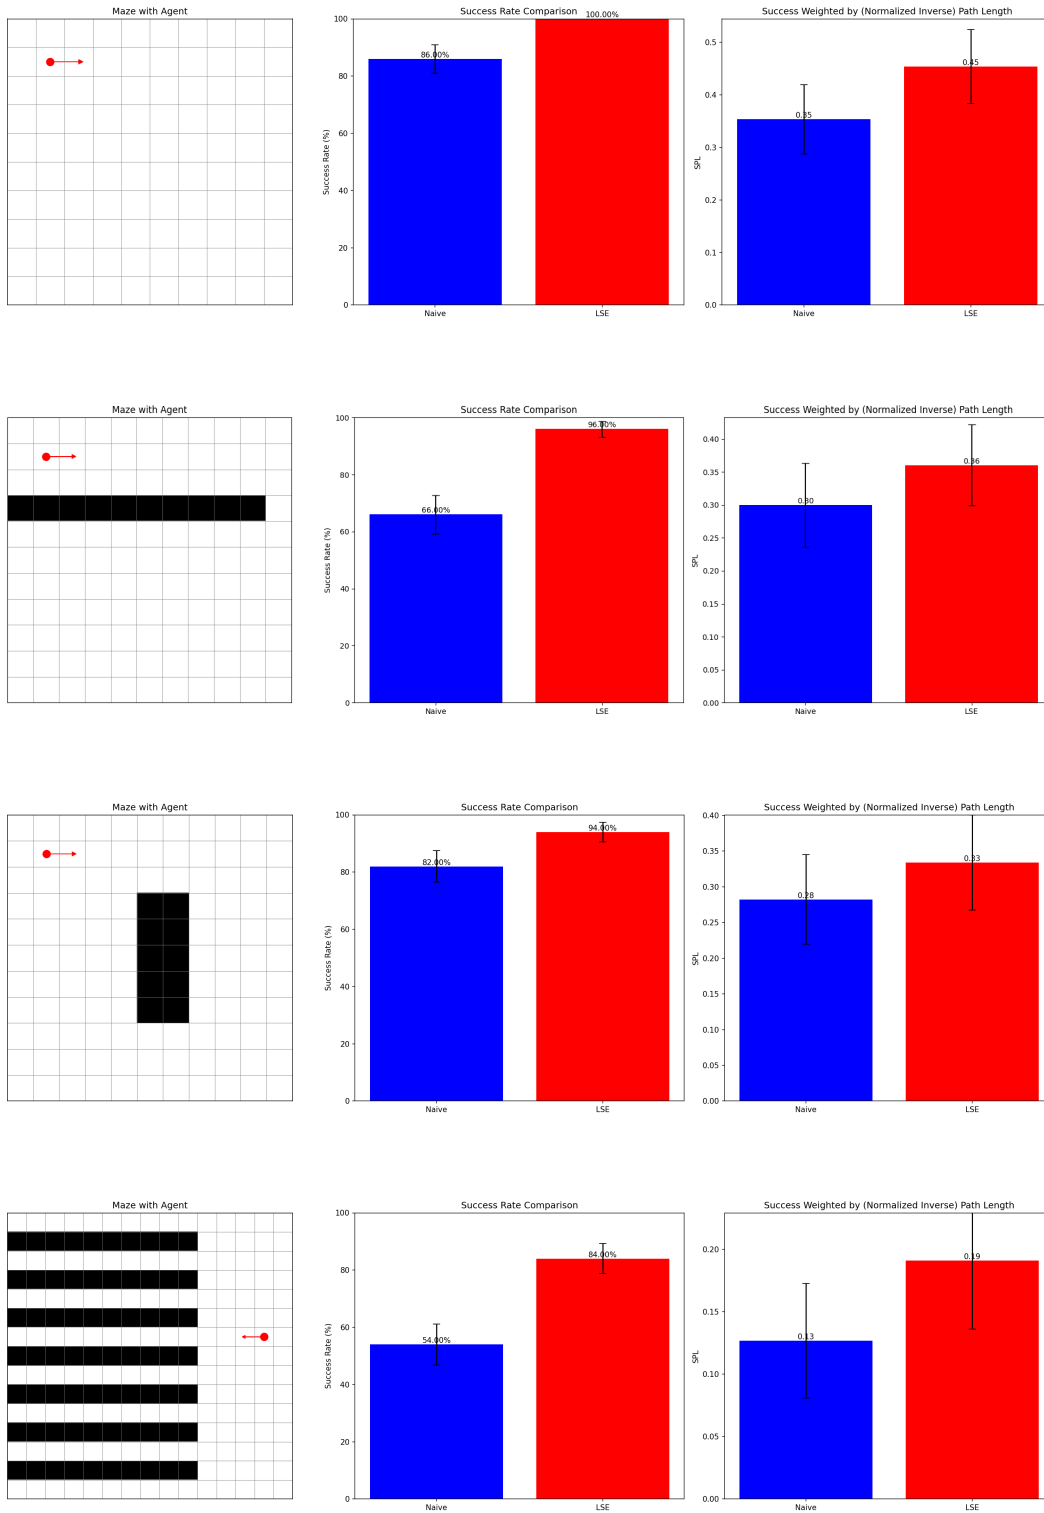 Success Rate Comparison
Success Weighted by (Normalized Inverse) Path Length
100.00%
100
86.00%
80
60
40
20
0
Success Rate (%)
Naive
LSE
0.5
0.4
0.3
0.2
0.1
0.0
SPL
0.35
0.45
Naive
LSE
Maze with Agent
Success Rate Comparison
Success Weighted by (Normalized Inverse) Path Length
100
80
60
40
20
0
Success Rate (%)
66.00%
96.00%
Naive
LSE
0.40
0.35
0.30
0.25
0.20
0.15
0.10
0.05
0.00
SPL
0.30
0.36
Naive
LSE
Maze with Agent
Success Rate Comparison
Success Weighted by (Normalized Inverse) Path Length
100
80
60
40
20
0
Success Rate (%)
82.00%
94.00%
Naive
LSE
0.40
0.35
0.30
0.25
0.20
0.15
0.10
0.05
0.00
SPL
0.28
0.33
Naive
LSE
Maze with Agent
Success Rate Comparison
Success Weighted by (Normalized Inverse) Path Length
100
80
60
40
20
0
Success Rate (%)
54.00%
84.00%
Naive
LSE
0.20
0.15
0.10
0.05
0.00
SPL
0.13
0.19
Naive
LSE
Maze with Agent